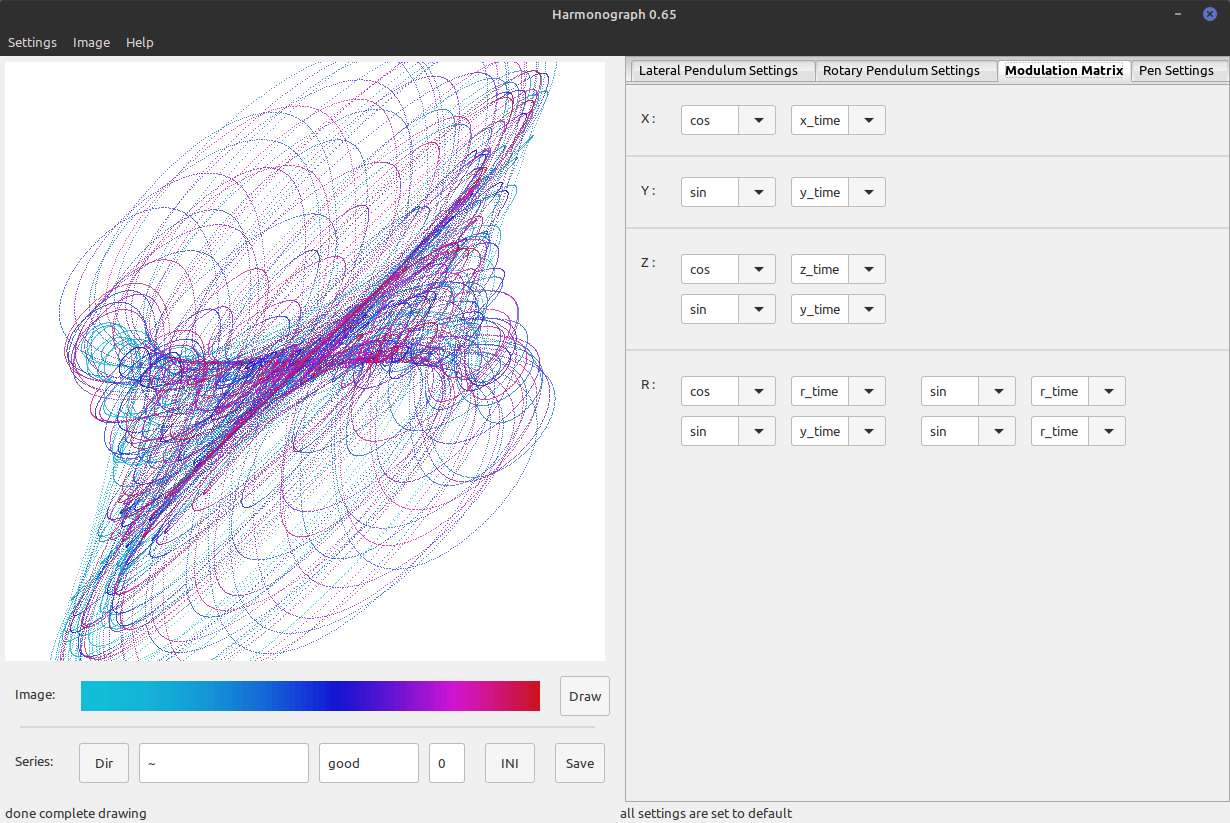 Harmonograph 0.65
Settings Image Help
Lateral Pendulum Settings Rotary Pendulum Settings Modulation Matrix Pen Settings
X : cos x_time
Y : sin y_time
Z : cos z_time
sin y_time
R : cos r_time sin r_time
sin y_time sin r_time
Image: Draw
Series: Dir ~ good 0 INI Save
done complete drawing
all settings are set to default